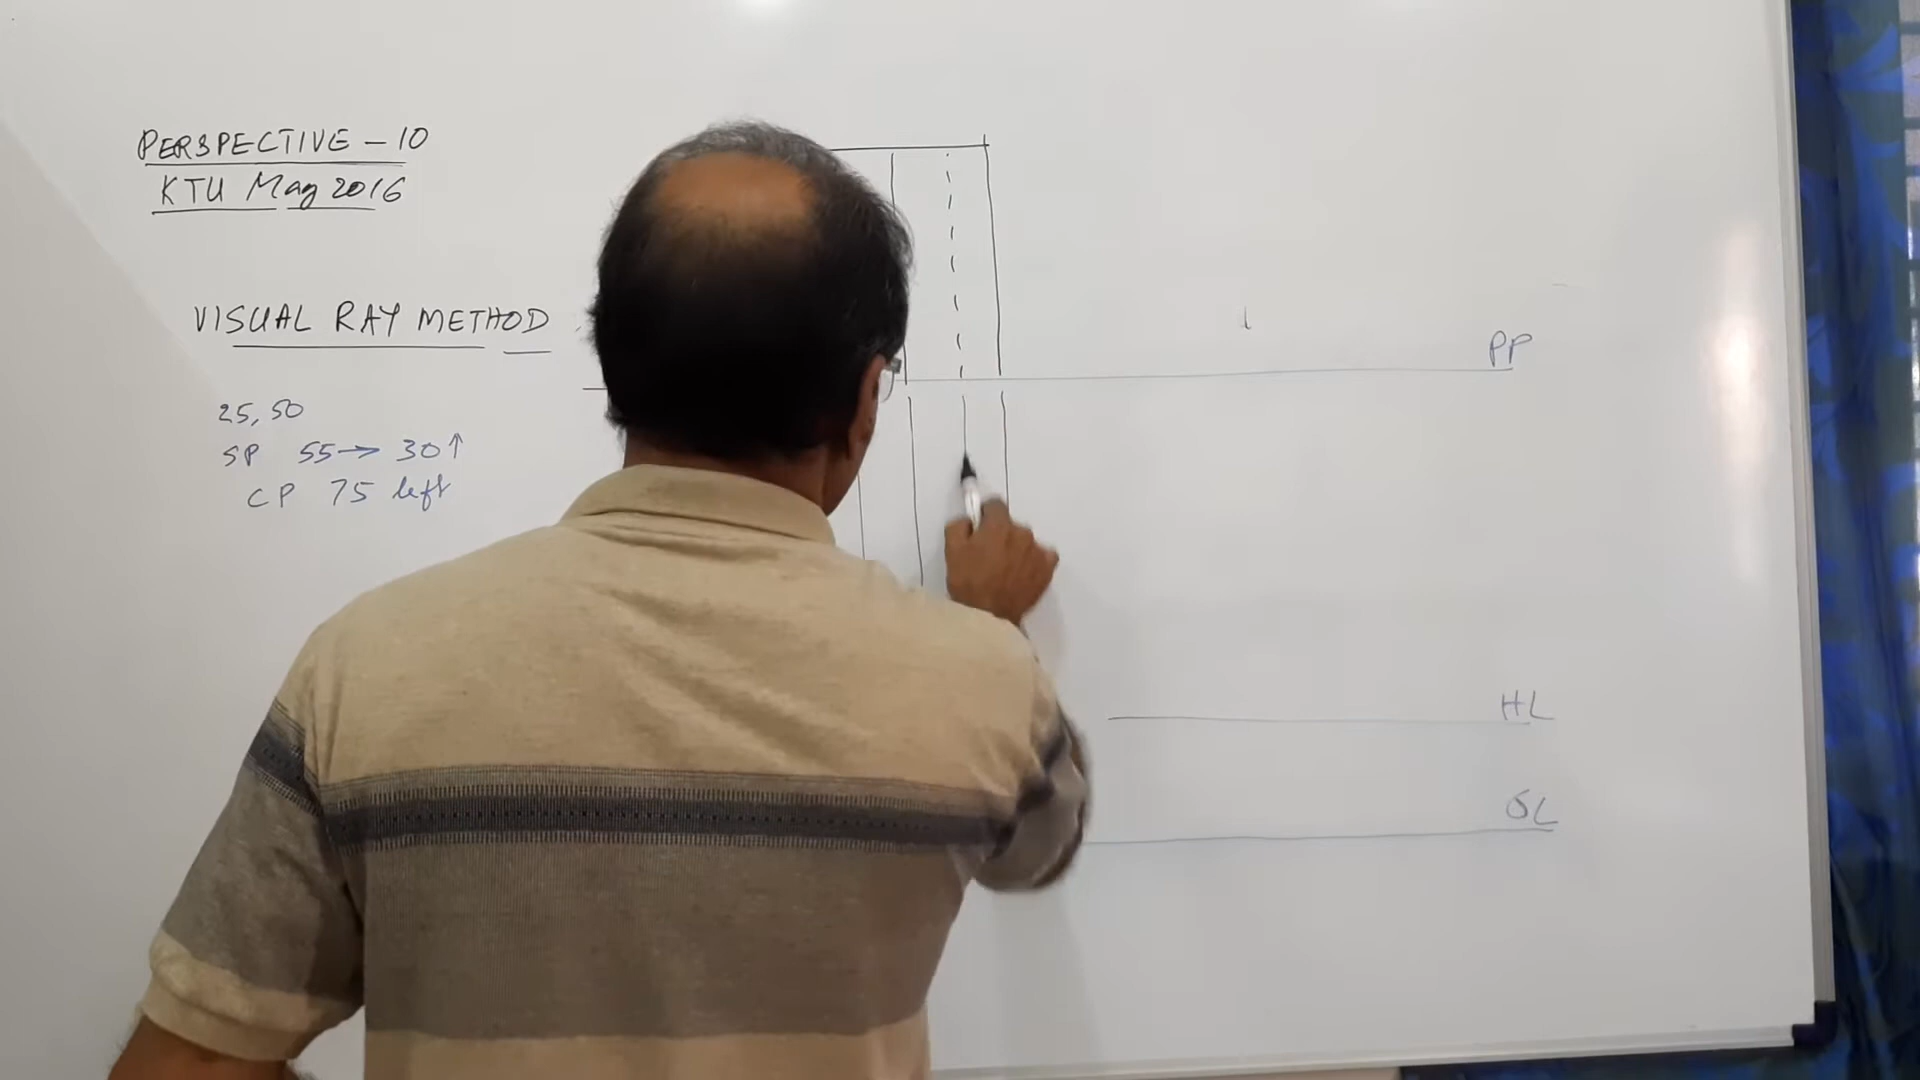 PERSPECTIVE - 10
KTU May 2016
VISUAL RAY METHOD
25, 50
SP 55→ 30↑
CP 75 left
PP
HL
GL